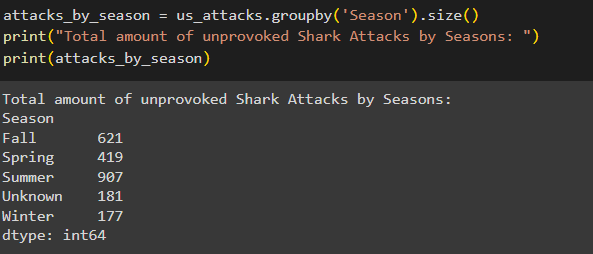 attacks_by_season = us_attacks.groupby('Season').size()
print("Total amount of unprovoked Shark Attacks by Seasons: ")
print(attacks_by_season)
Total amount of unprovoked Shark Attacks by Seasons:
Season
Fall       621
Spring     419
Summer     907
Unknown    181
Winter     177
dtype: int64